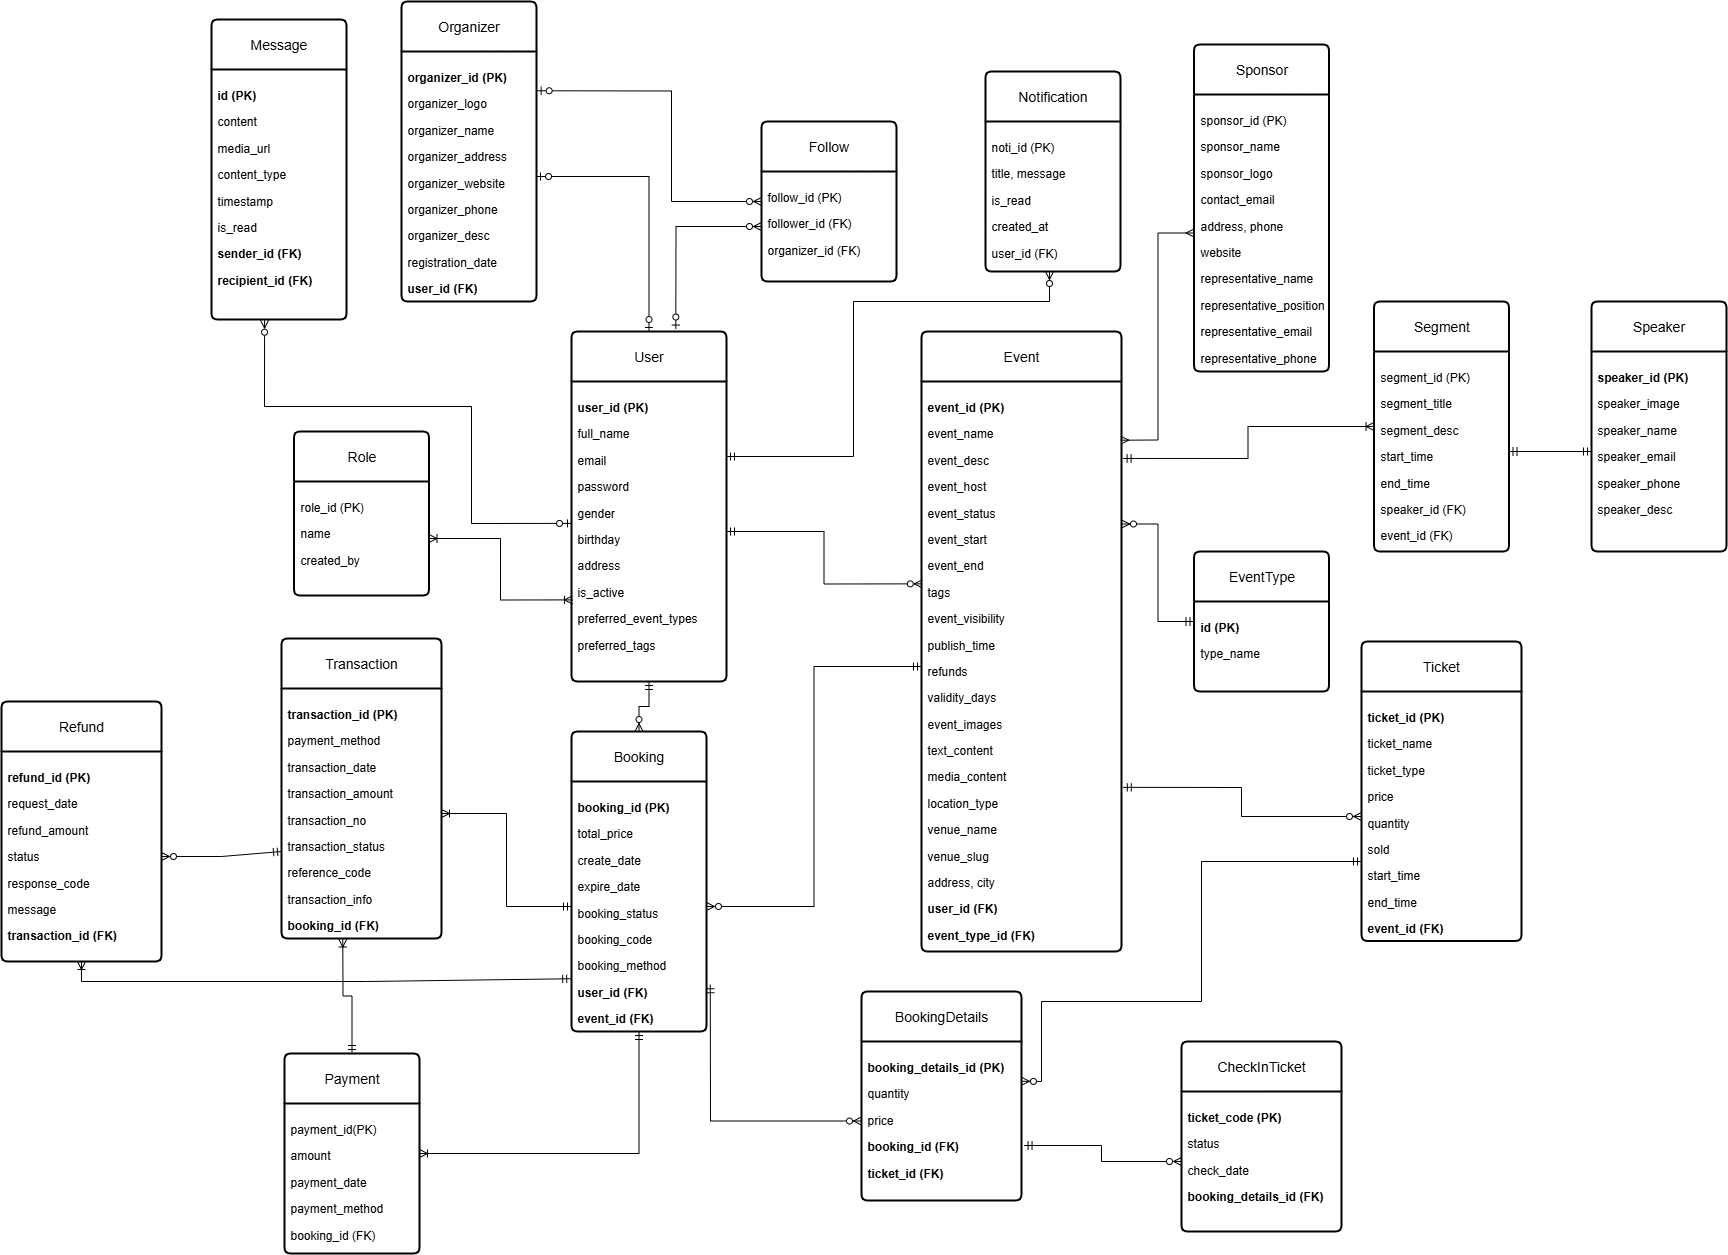 Message
id (PK)
content
media_url
content_type
timestamp
is_read
sender_id (FK)
recipient_id (FK)
Organizer
organizer_id (PK)
organizer_logo
organizer_name
organizer_address
organizer_website
organizer_phone
organizer_desc
registration_date
user_id (FK)
Follow
follow_id (PK)
follower_id (FK)
organizer_id (FK)
Notification
noti_id (PK)
title, message
is_read
created_at
user_id (FK)
Sponsor
sponsor_id (PK)
sponsor_name
sponsor_logo
contact_email
address, phone
website
representative_name
representative_position
representative_email
representative_phone
Segment
segment_id (PK)
segment_title
segment_desc
start_time
end_time
speaker_id (FK)
event_id (FK)
Speaker
speaker_id (PK)
speaker_image
speaker_name
speaker_email
speaker_phone
speaker_desc
Role
role_id (PK)
name
created_by
User
user_id (PK)
full_name
email
password
gender
birthday
address
is_active
preferred_event_types
preferred_tags
Event
event_id (PK)
event_name
event_desc
event_host
event_status
event_start
event_end
tags
event_visibility
publish_time
refunds
validity_days
event_images
text_content
media_content
location_type
venue_name
venue_slug
address, city
user_id (FK)
event_type_id (FK)
EventType
id (PK)
type_name
Ticket
ticket_id (PK)
ticket_name
ticket_type
price
quantity
sold
start_time
end_time
event_id (FK)
Refund
refund_id (PK)
request_date
refund_amount
status
response_code
message
transaction_id (FK)
Transaction
transaction_id (PK)
payment_method
transaction_date
transaction_amount
transaction_no
transaction_status
reference_code
transaction_info
booking_id (FK)
Booking
booking_id (PK)
total_price
create_date
expire_date
booking_status
booking_code
booking_method
user_id (FK)
event_id (FK)
Payment
payment_id(PK)
amount
payment_date
payment_method
booking_id (FK)
BookingDetails
booking_details_id (PK)
quantity
price
booking_id (FK)
ticket_id (FK)
CheckInTicket
ticket_code (PK)
status
check_date
booking_details_id (FK)